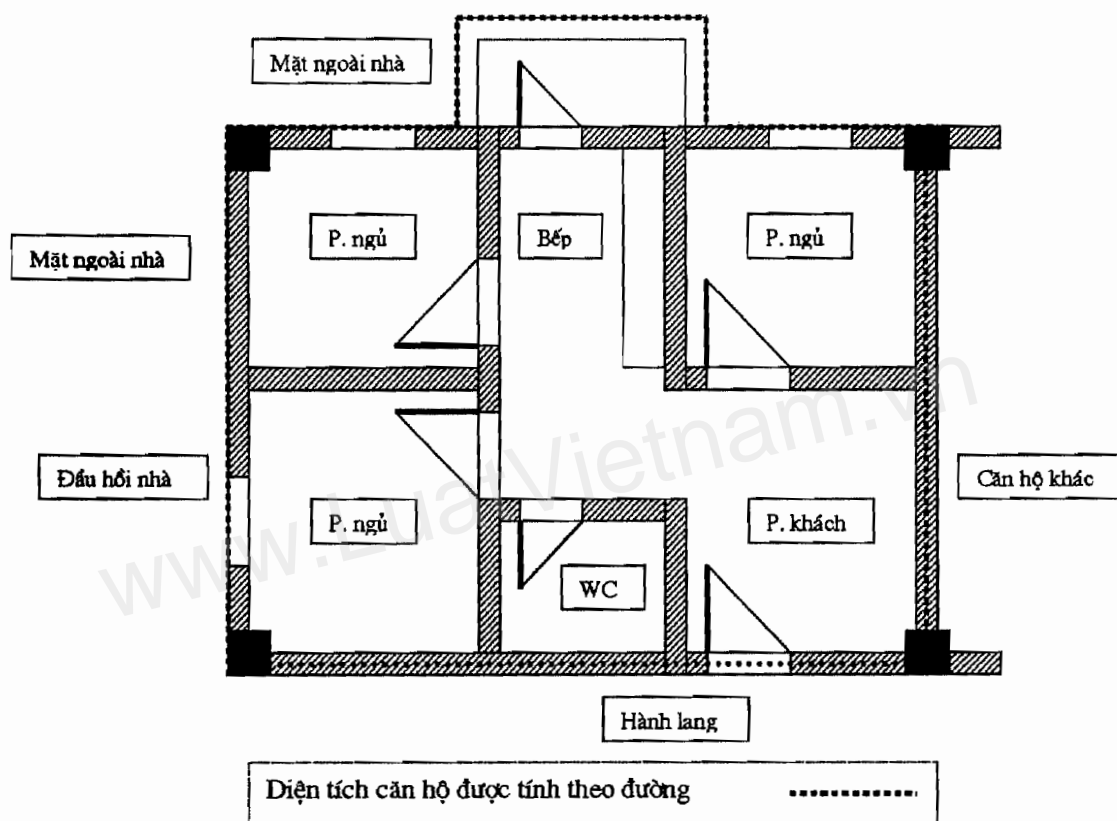 Mặt ngoài nhà
P. ngủ
Bếp
P. ngủ
Mặt ngoài nhà
Đầu hồi nhà
P. ngủ
P. khách
Căn hộ khác
WC
www.LuatVietnam.vn
Hành lang
Diện tích căn hộ được tính theo đường